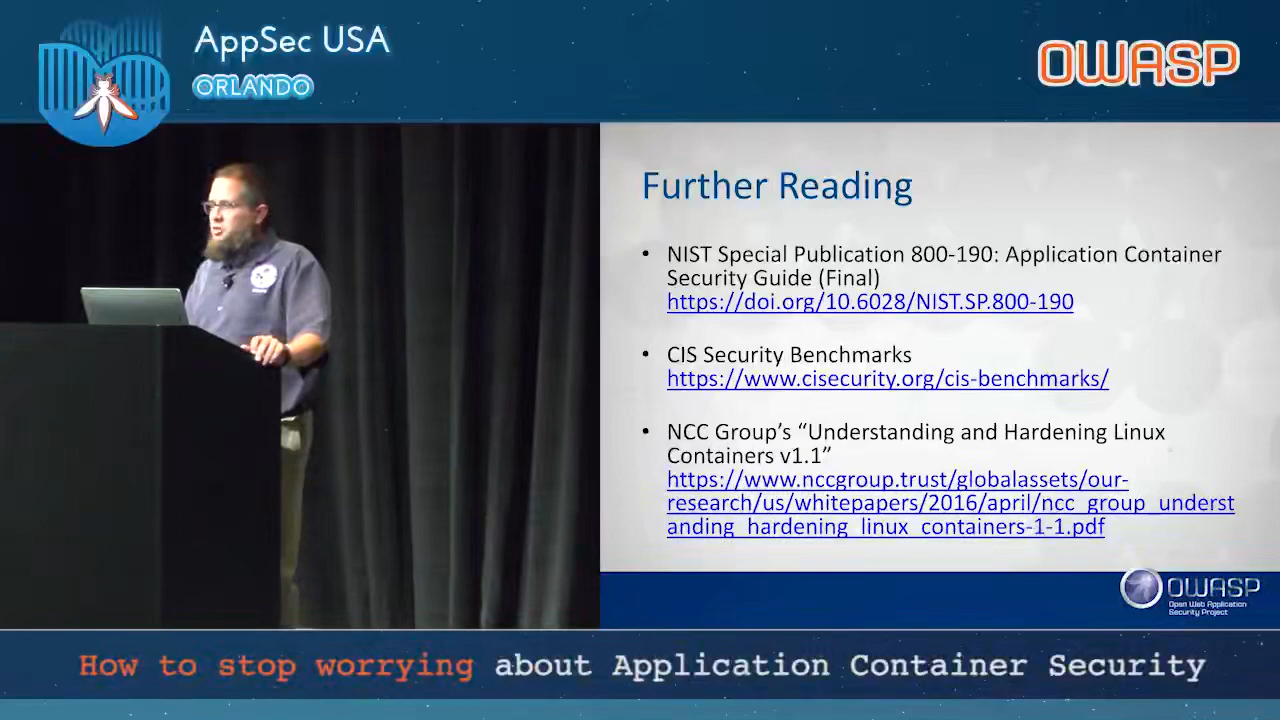 AppSec USA
ORLANDO
OWASP
Further Reading
• NIST Special Publication 800-190: Application Container
Security Guide (Final)
https://doi.org/10.6028/NIST.SP.800-190
• CIS Security Benchmarks
https://www.cisecurity.org/cis-benchmarks/
• NCC Group’s “Understanding and Hardening Linux
Containers v1.1”
https://www.nccgroup.trust/globalassets/our-
research/us/whitepapers/2016/april/ncc_group_underst
anding_hardening_linux_containers-1-1.pdf
OWASP
Open Web Application
Security Project
How to stop worrying about Application Container Security